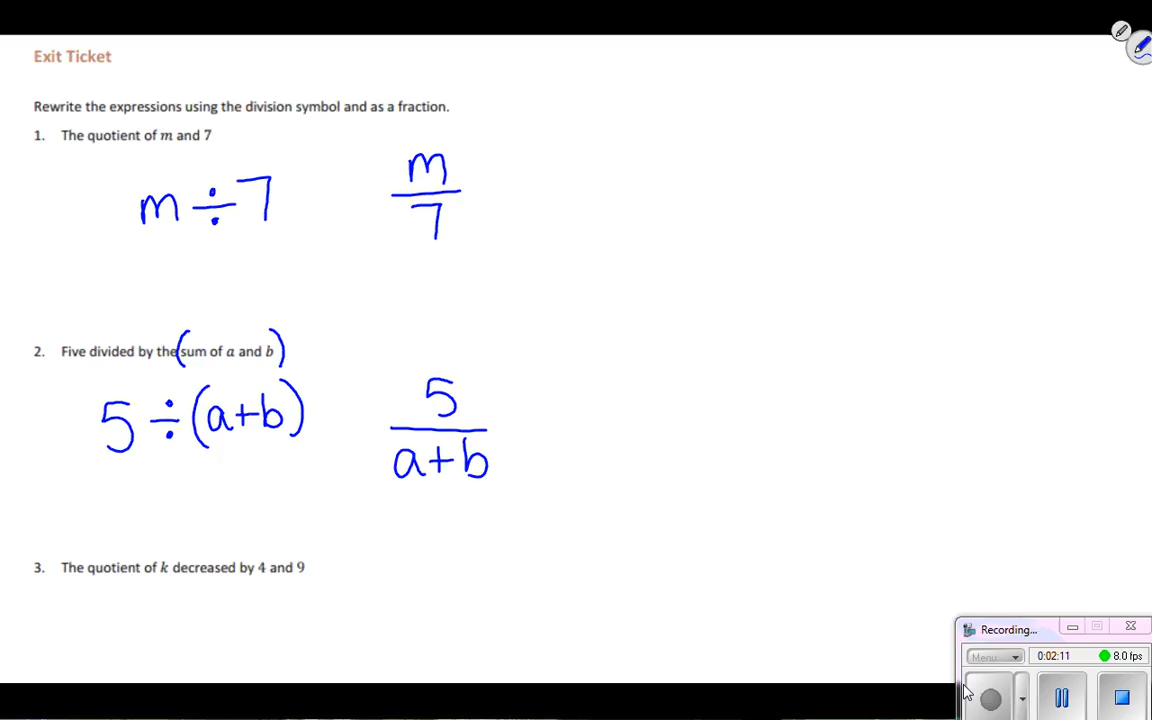 Exit Ticket
Rewrite the expressions using the division symbol and as a fraction.
1. The quotient of m and 7
m ÷ 7
m
7
2. Five divided by the (sum of a and b)
5 ÷ (a+b)
5
a+b
3. The quotient of k decreased by 4 and 9
Recording...
Menu
0:02:11
8.0 fps